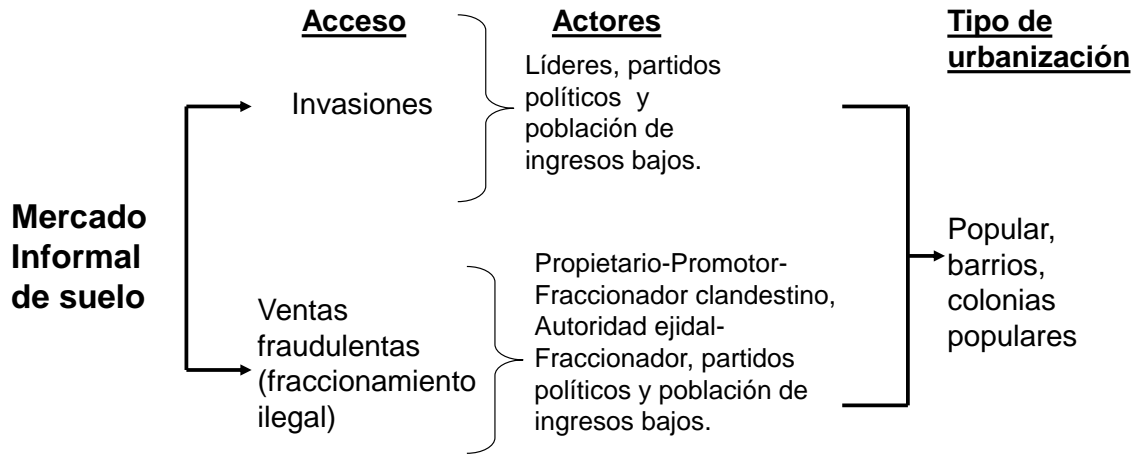 Acceso
Actores
Tipo de
urbanización
Invasiones
Líderes, partidos
políticos y
población de
ingresos bajos.
Mercado
Informal
de suelo
Ventas
fraudulentas
(fraccionamiento
ilegal)
Propietario-Promotor-
Fraccionador clandestino,
Autoridad ejidal-
Fraccionador, partidos
políticos y población de
ingresos bajos.
Popular,
barrios,
colonias
populares